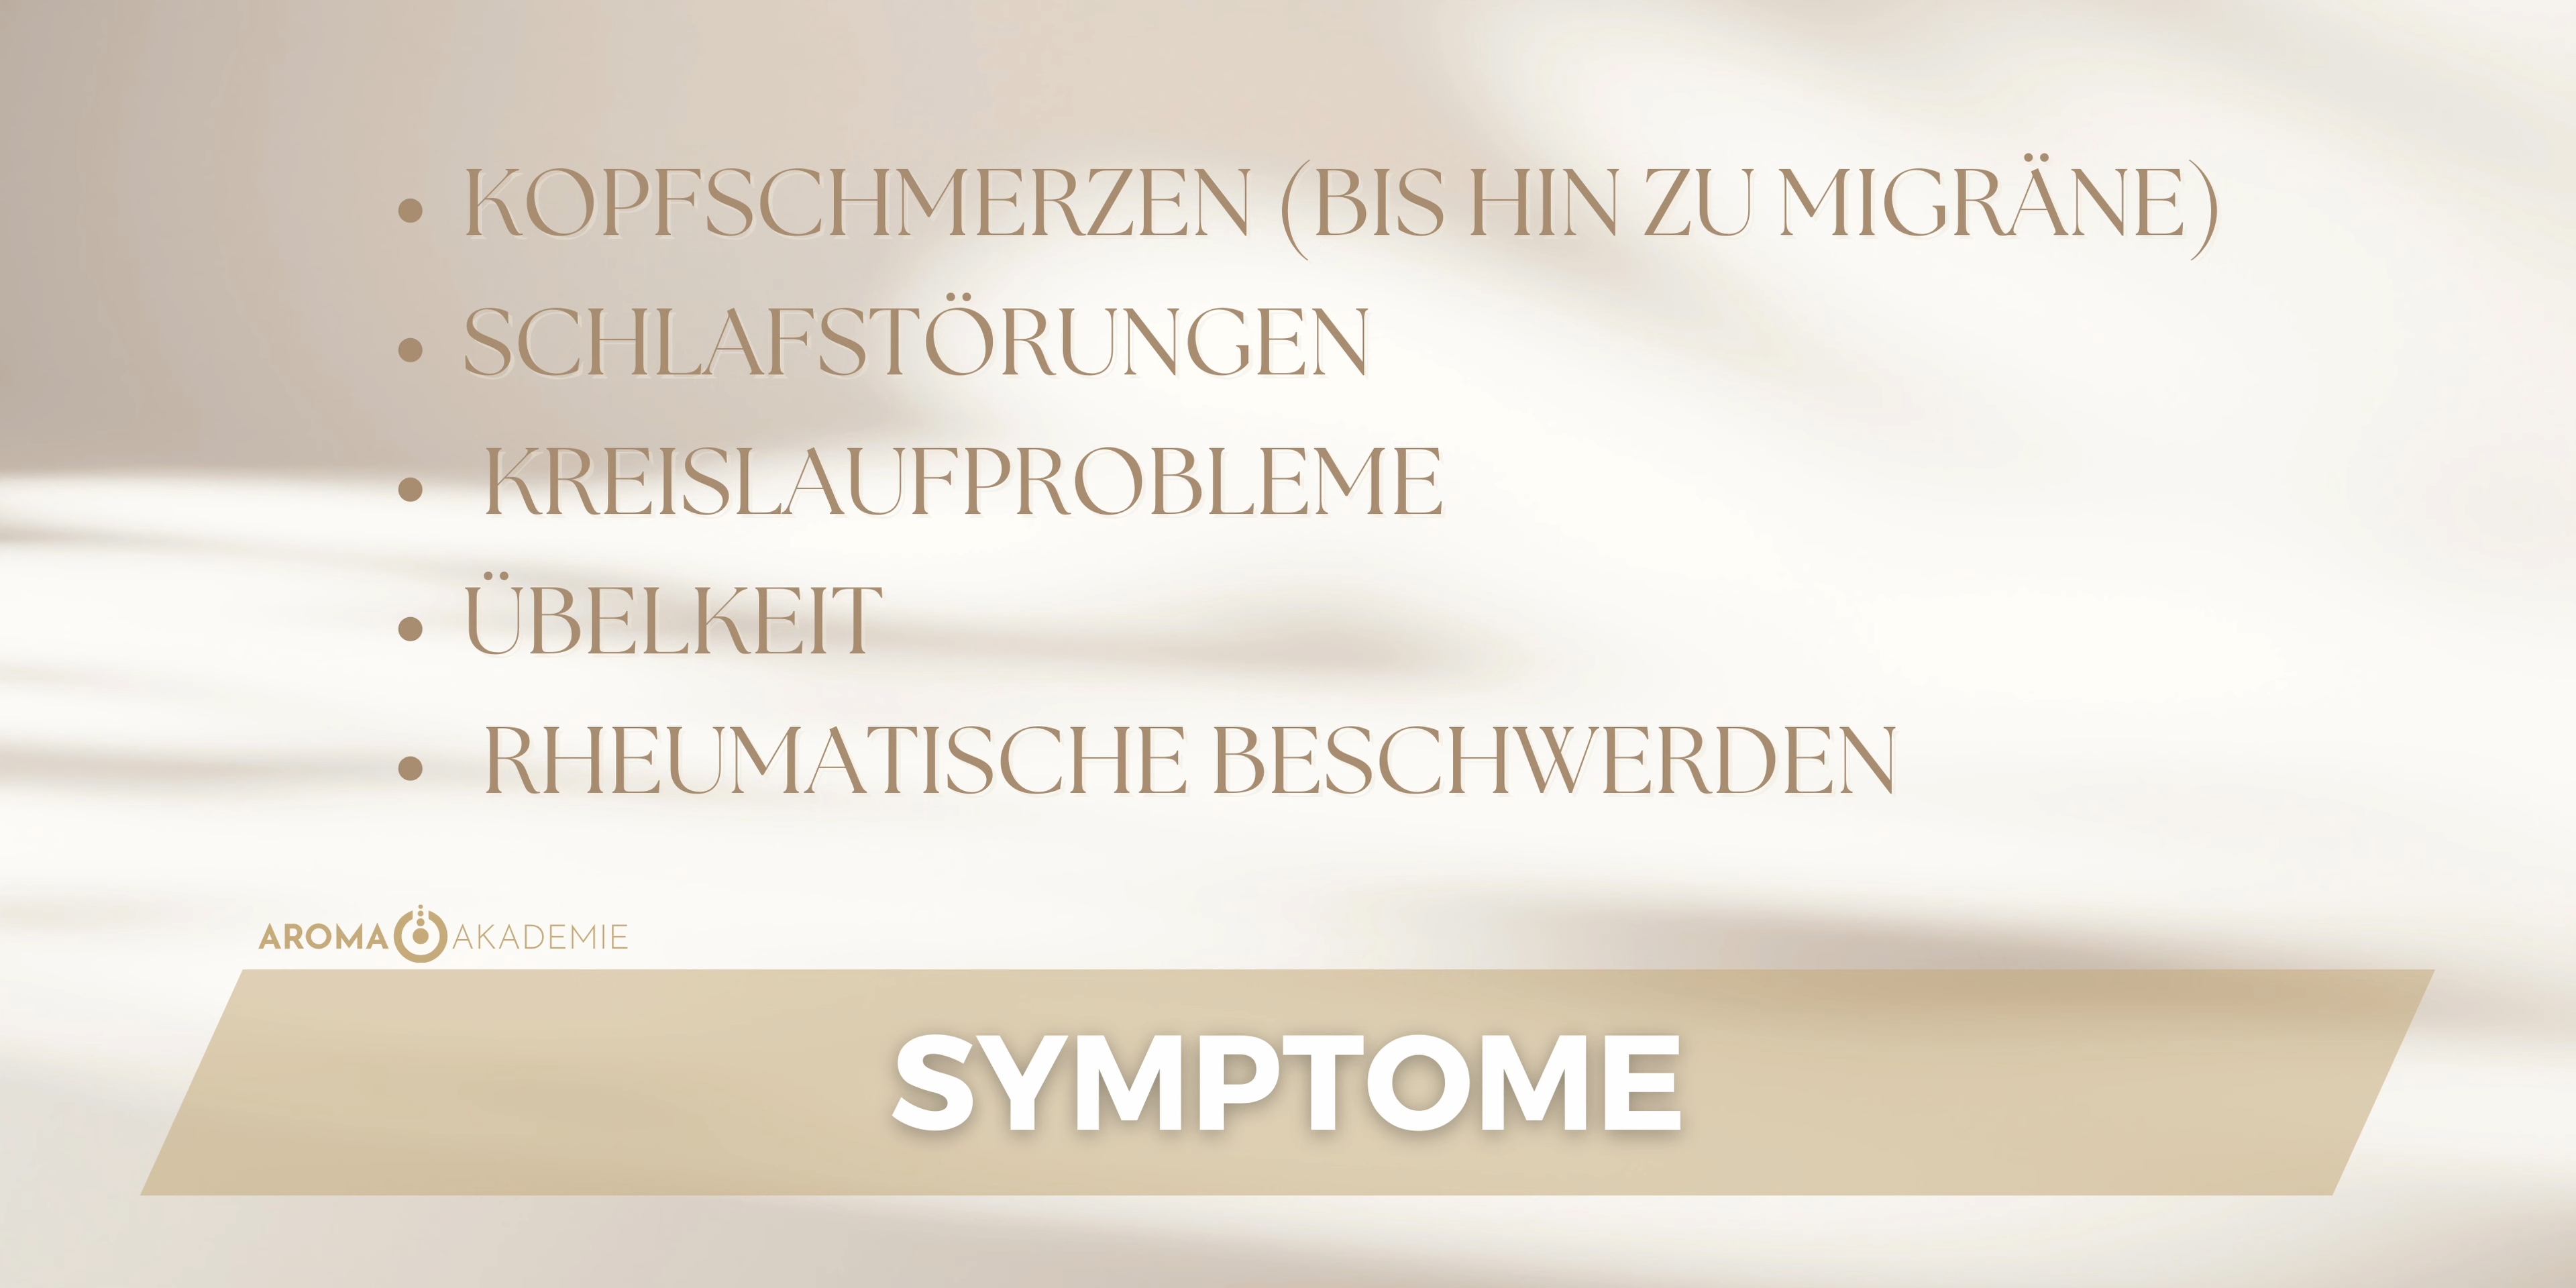 • KOPFSCHMERZEN (BIS HIN ZU MIGRÄNE)
• SCHLAFSTÖRUNGEN
• KREISLAUFPROBLEME
• ÜBELKEIT
• RHEUMATISCHE BESCHWERDEN
AROMA AKADEMIE
SYMPTOME